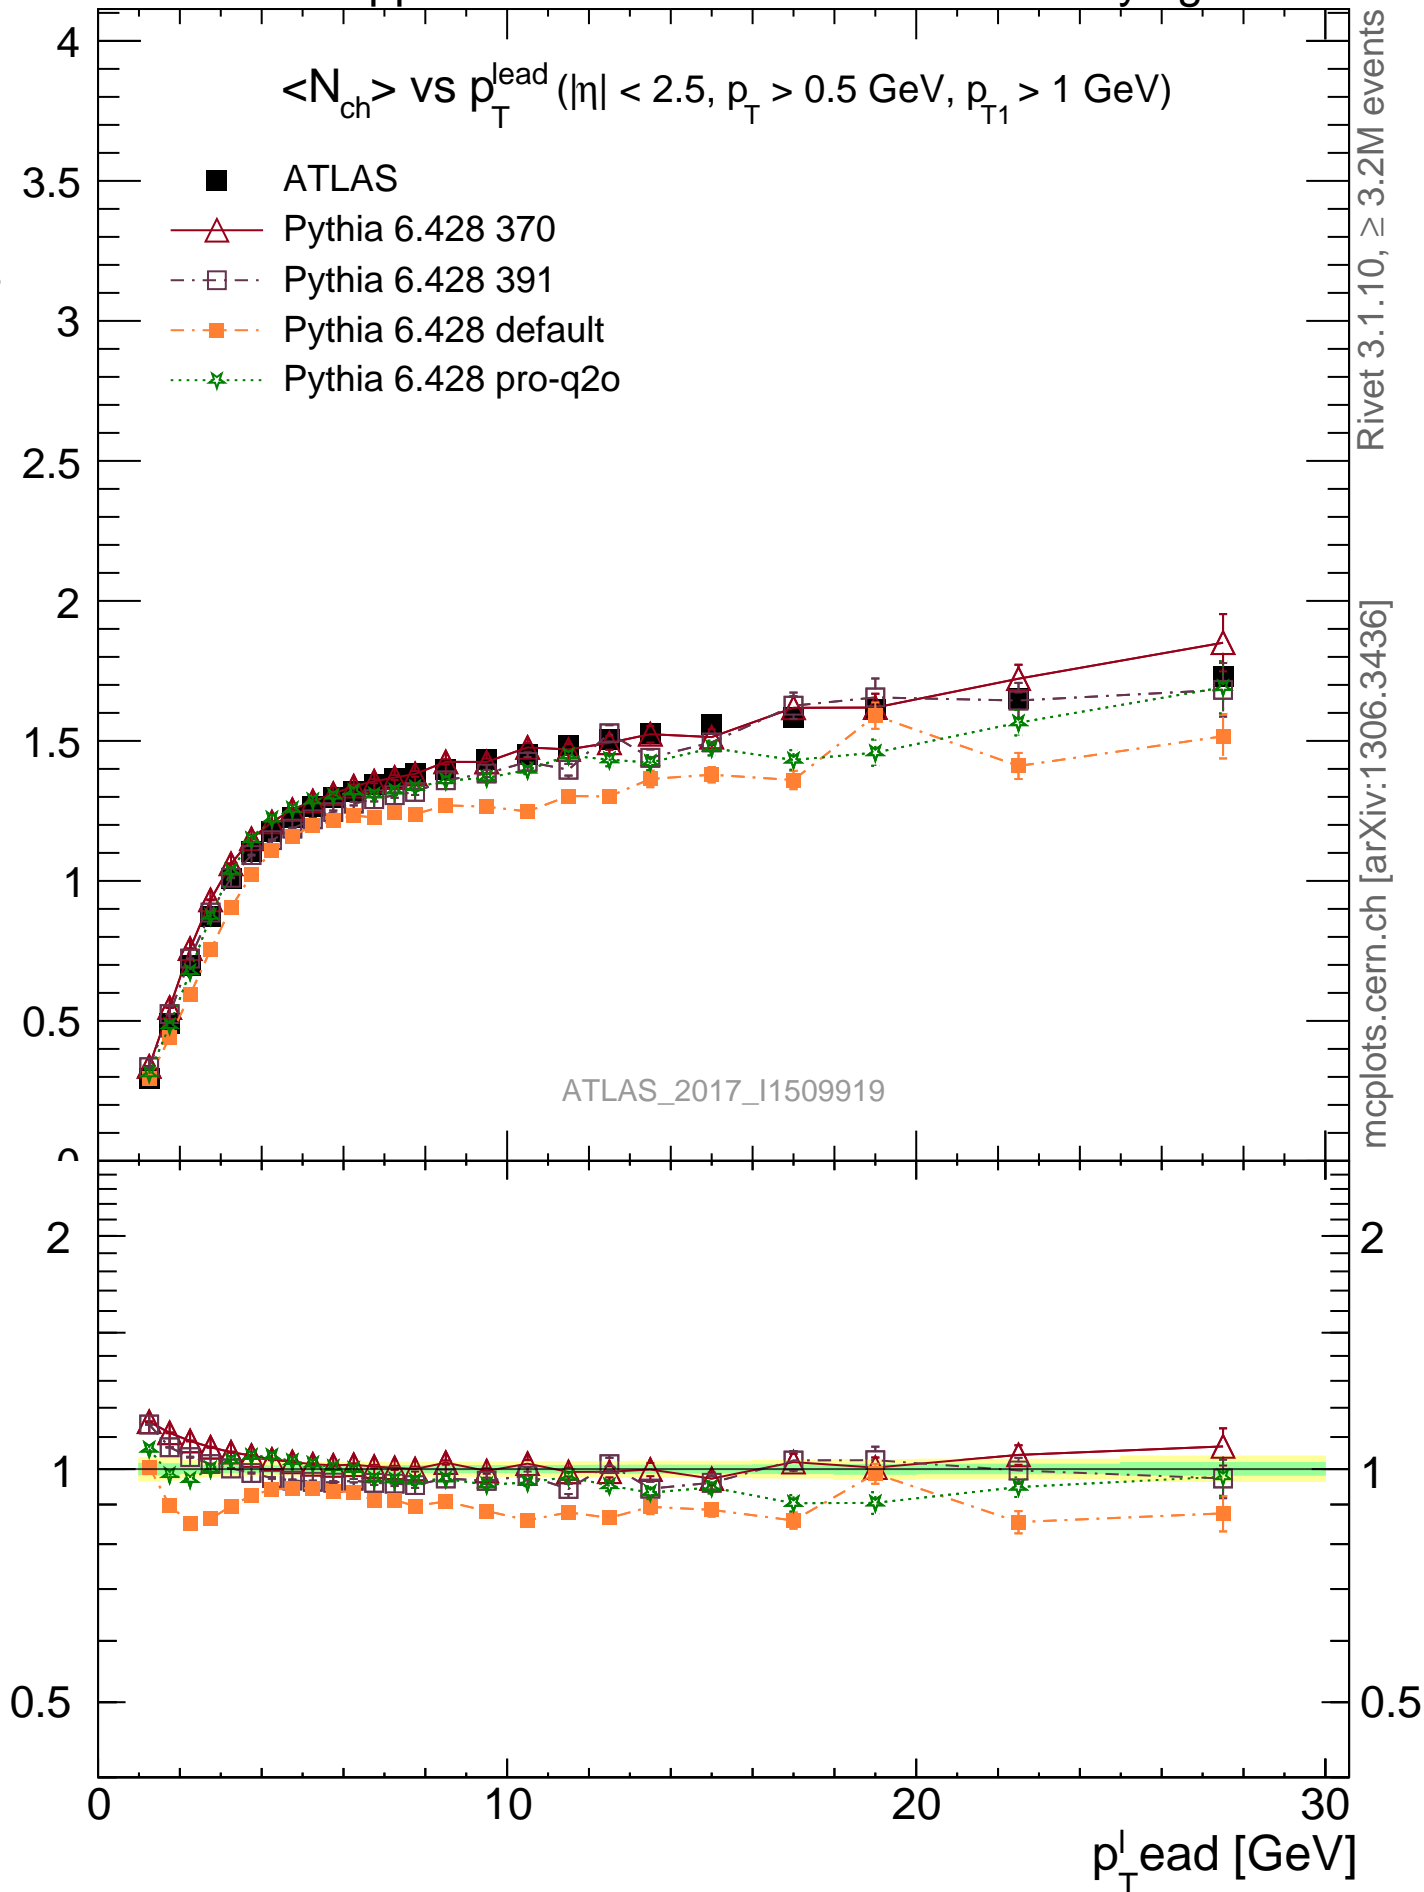 <N_ch> vs p_T^lead (|η| < 2.5, p_T > 0.5 GeV, p_T1 > 1 GeV)
ATLAS
Pythia 6.428 370
Pythia 6.428 391
Pythia 6.428 default
Pythia 6.428 pro-q2o
4
3.5
3
2.5
2
1.5
1
0.5
0
ATLAS_2017_I1509919
Rivet 3.1.10, ≥ 3.2M events
mcplots.cern.ch [arXiv:1306.3436]
2
1
0.5
2
1
0.5
0 10 20 30
p_T^l ead [GeV]